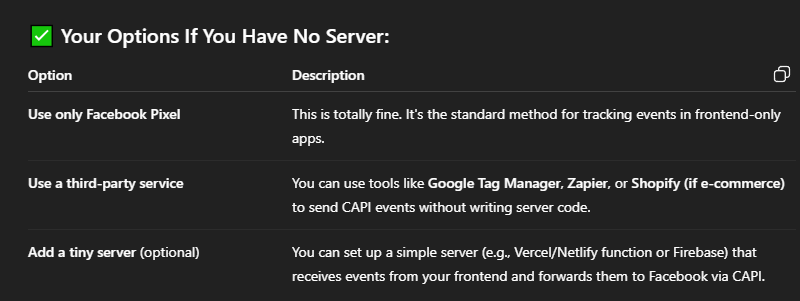 ✅ Your Options If You Have No Server:
Option Description
Use only Facebook Pixel This is totally fine. It's the standard method for tracking events in frontend-only
apps.
Use a third-party service You can use tools like Google Tag Manager, Zapier, or Shopify (if e-commerce)
to send CAPI events without writing server code.
Add a tiny server (optional) You can set up a simple server (e.g., Vercel/Netlify function or Firebase) that
receives events from your frontend and forwards them to Facebook via CAPI.